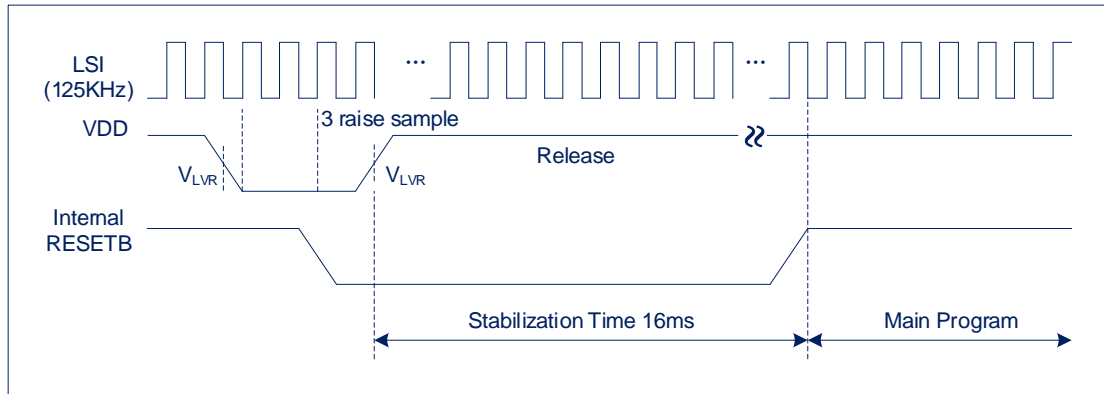 LSI
(125KHz)
... ...
3 raise sample
VDD
Release
VLVR VLVR
Internal
RESETB
Stabilization Time 16ms Main Program